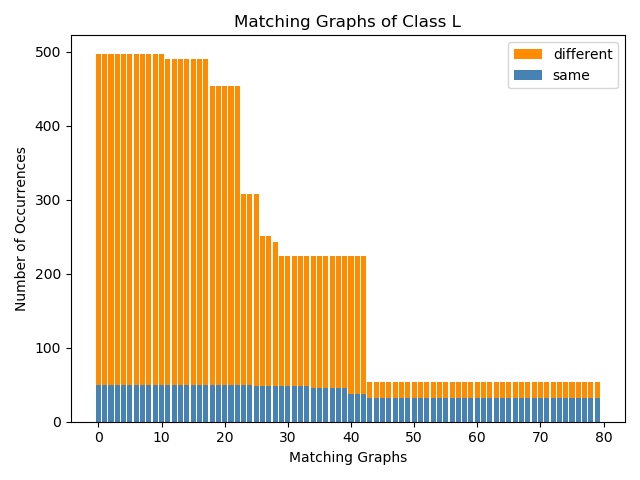 Matching Graphs of Class L
different
same
Number of Occurrences
500
400
300
200
100
0
0 10 20 30 40 50 60 70 80
Matching Graphs